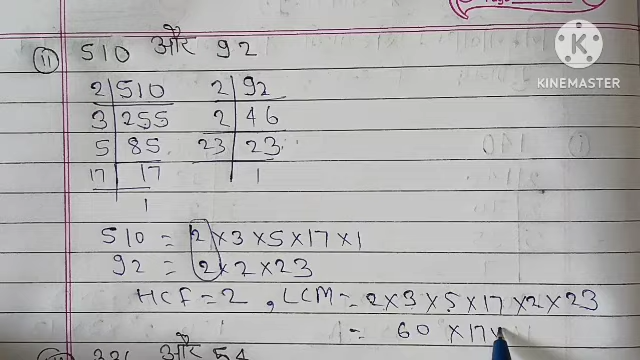 KINEMASTER
(ii) 510 और 92
2 | 510 2 | 92
3 | 255 2 | 46
5 | 85 23 | 23
17 | 17 1
1
510 = 2×3×5×17×1
92 = 2×2×23
HCF = 2, LCM = 2×3×5×17×2×23
= 60 ×17×
और 54